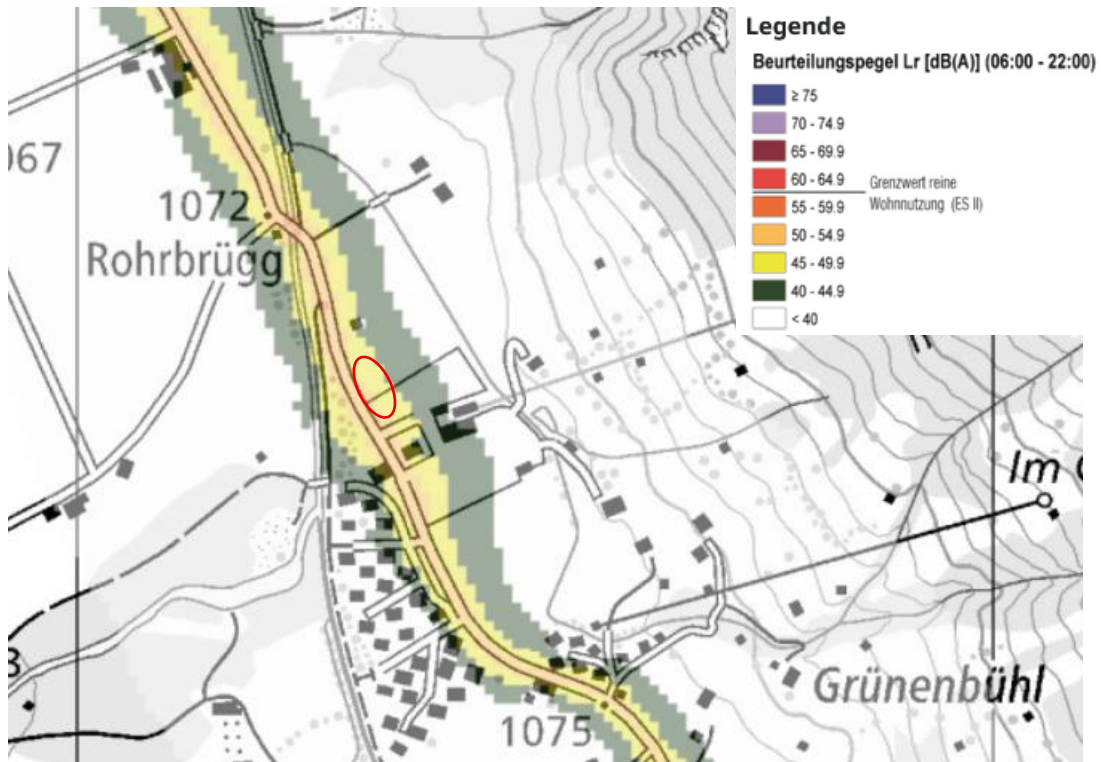 Legende
Beurteilungspegel Lr [dB(A)] (06:00 - 22:00)
≥ 75
70 - 74.9
65 - 69.9
60 - 64.9
Grenzwert reine
Wohnnutzung (ES II)
55 - 59.9
50 - 54.9
45 - 49.9
40 - 44.9
< 40
067
1072
Rohrbrügg
Im
3
Grünenbühl
1075